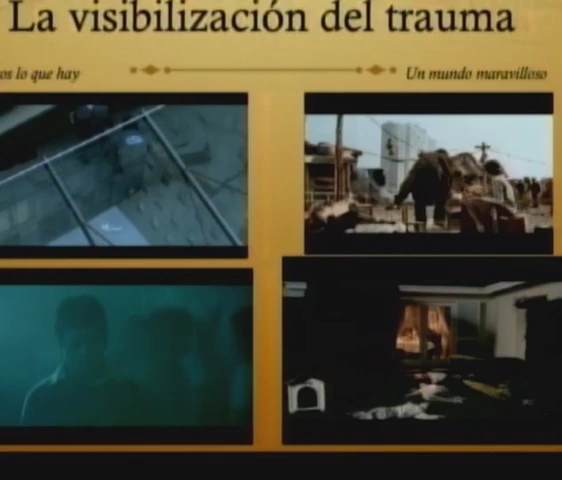 La visibilización del trauma
os lo que hay
Un mundo maravilloso